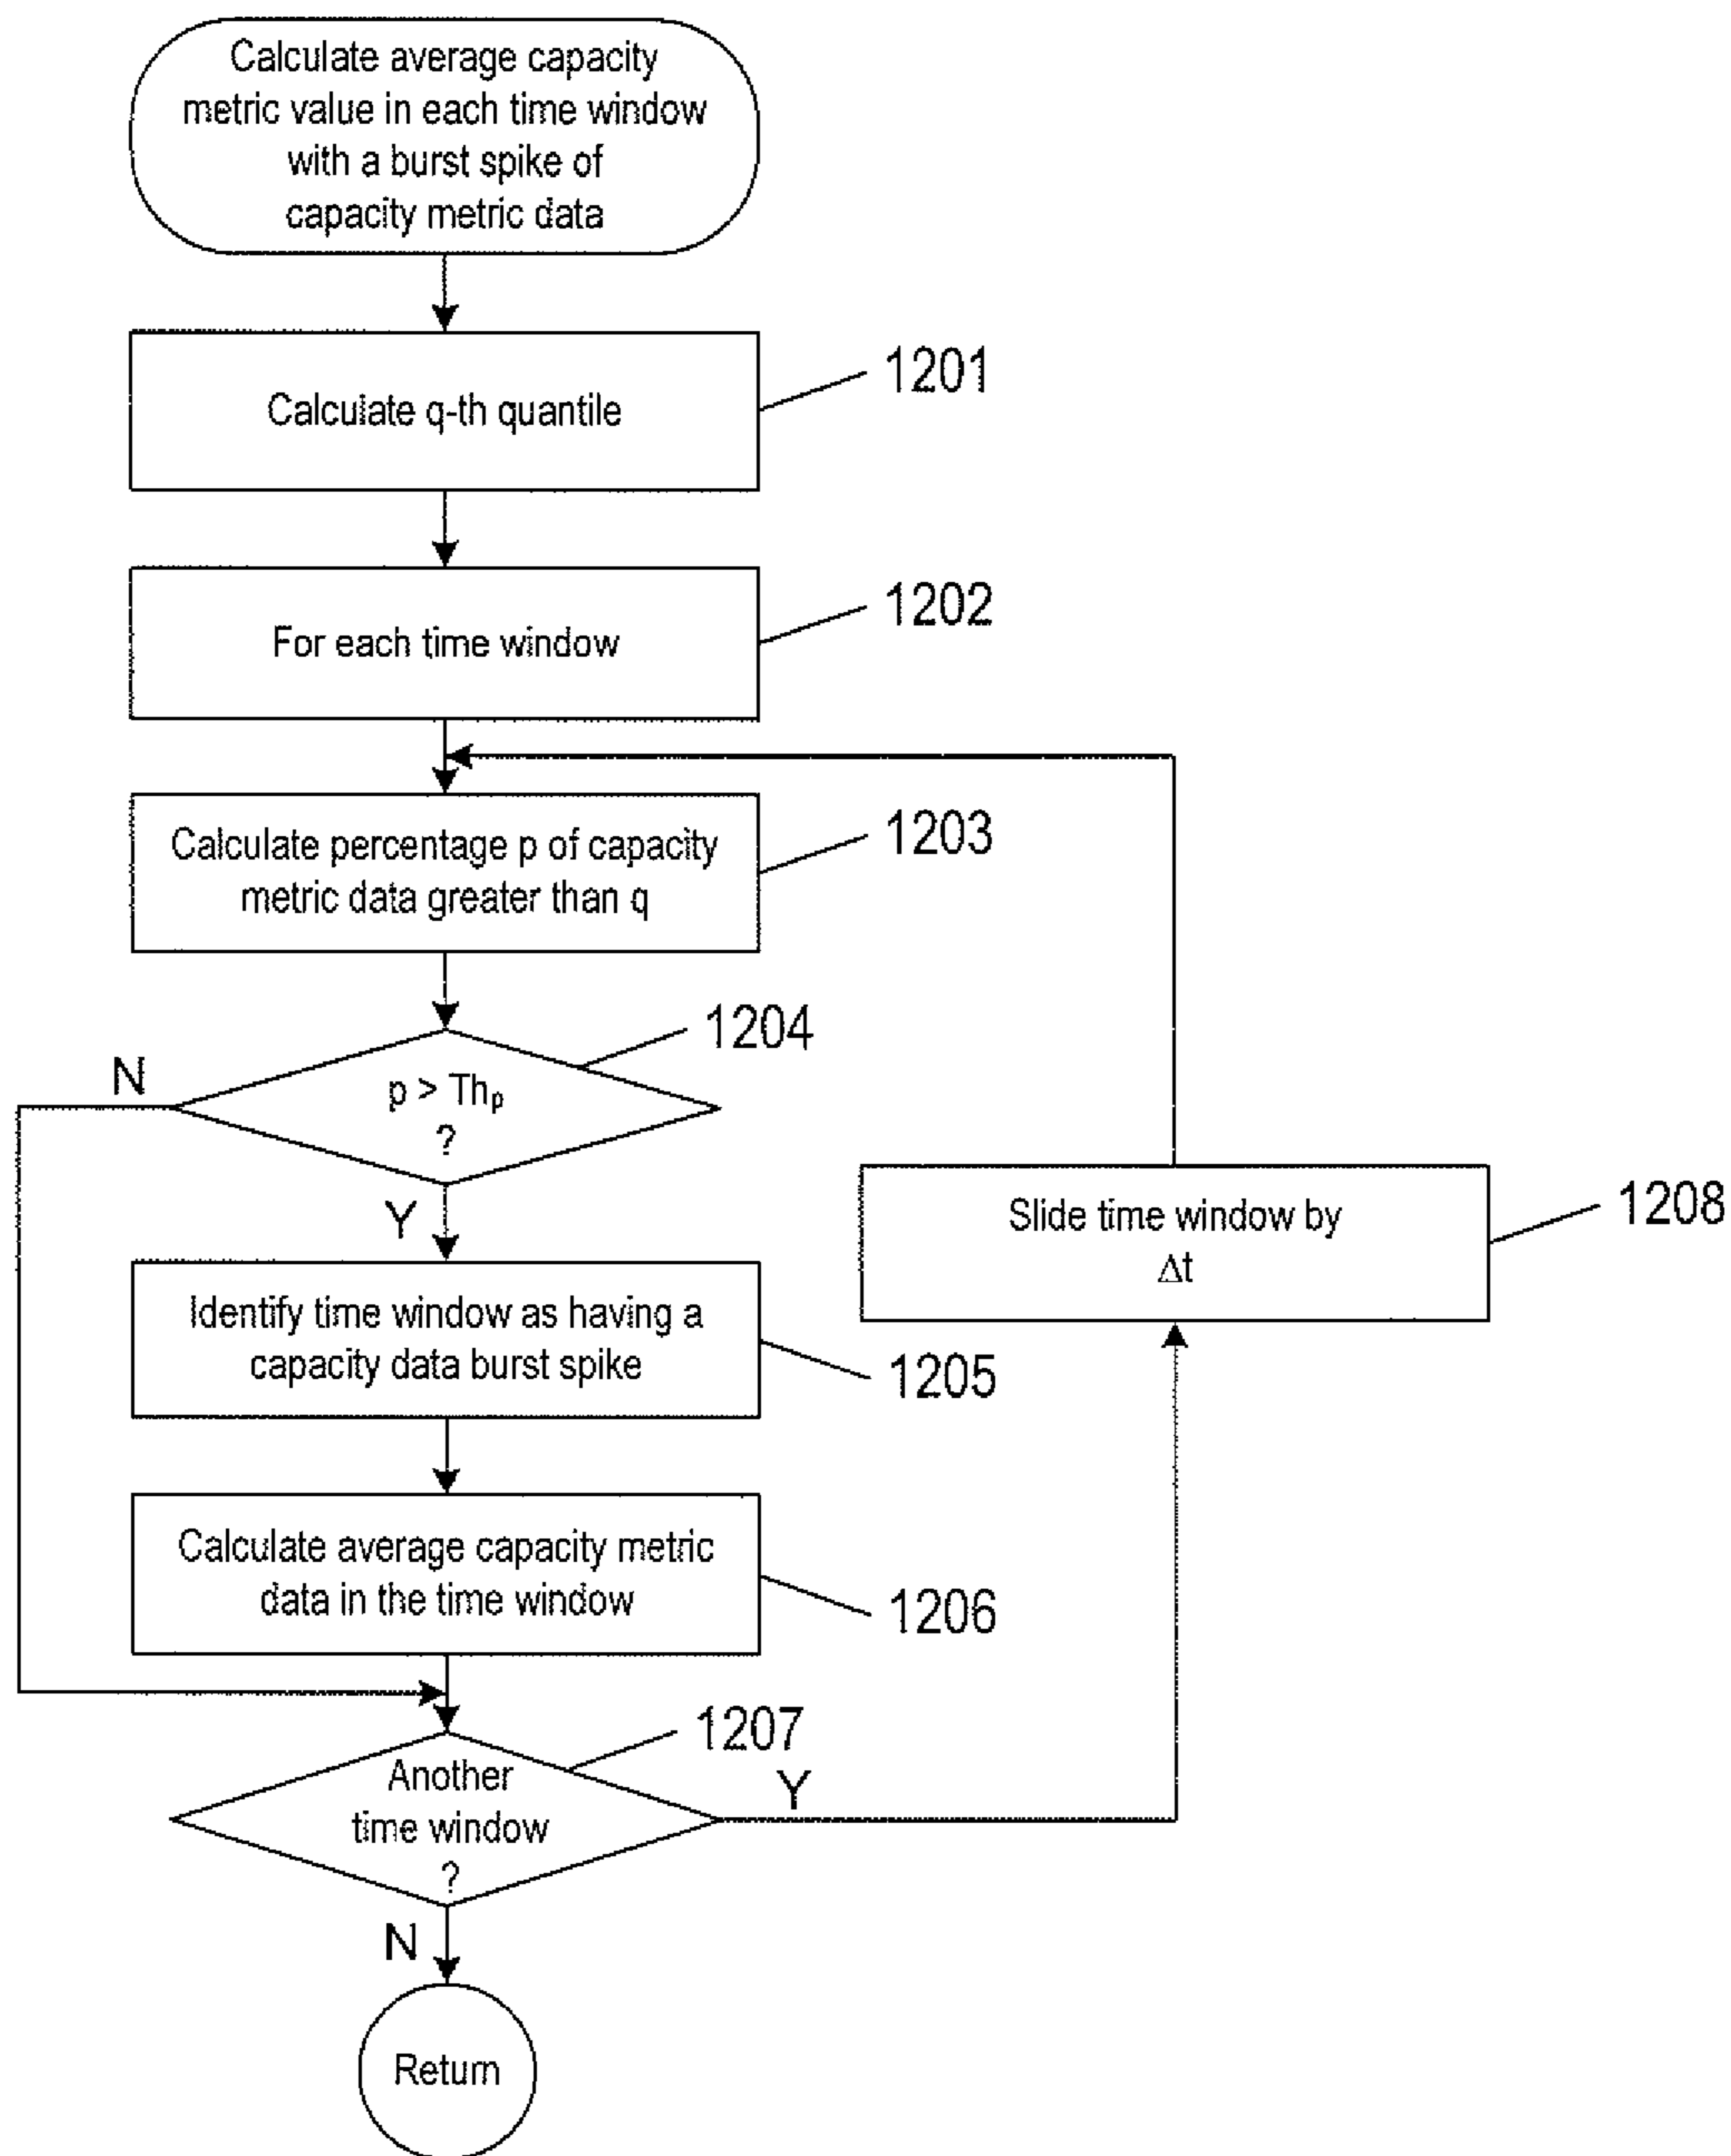 Calculate average capacity
metric value in each time window
with a burst spike of
capacity metric data
Calculate q-th quantile
1201
For each time window
1202
Calculate percentage p of capacity
metric data greater than q
1203
1204
N
p > Thp
?
Y
Slide time window by
Δt
1208
Identify time window as having a
capacity data burst spike
1205
Calculate average capacity metric
data in the time window
1206
1207
Another
time window
?
Y
N
Return